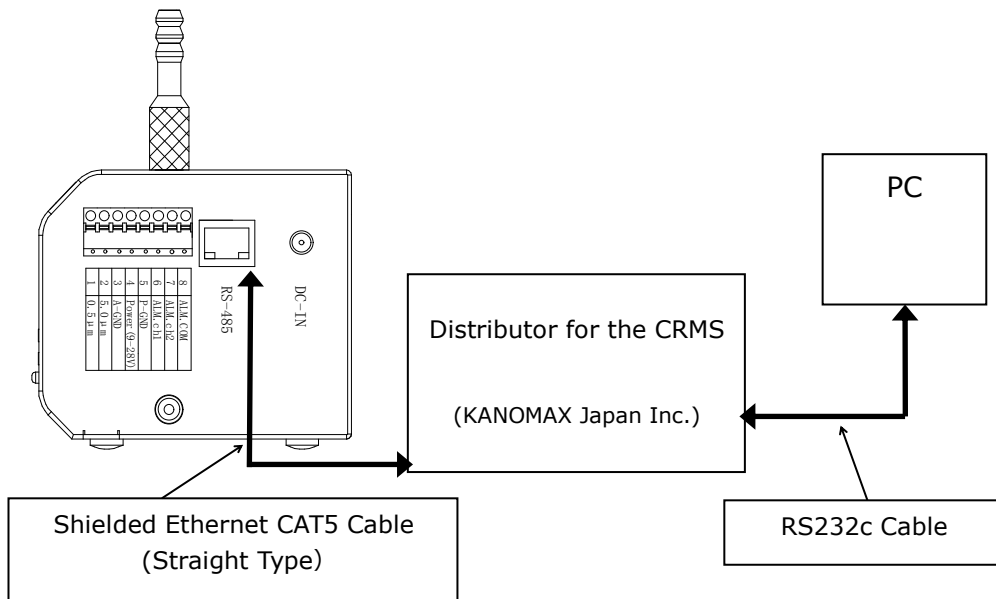 1 0.5μm
2 5.0μm
3 A-GND
4 Power(9-28V)
5 P-GND
6 ALM.ch1
7 ALM.ch2
8 ALM.COM
RS-485
DC-IN
Distributor for the CRMS
(KANOMAX Japan Inc.)
PC
Shielded Ethernet CAT5 Cable
(Straight Type)
RS232c Cable